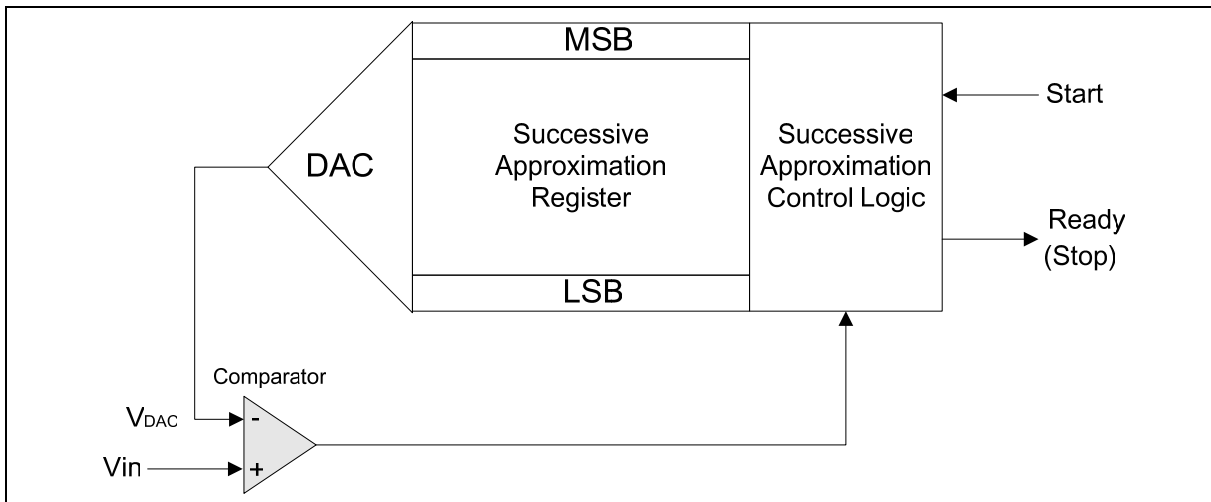 MSB
DAC
Successive
Approximation
Register
Successive
Approximation
Control Logic
Start
Ready
(Stop)
LSB
Comparator
VDAC
-
Vin
+